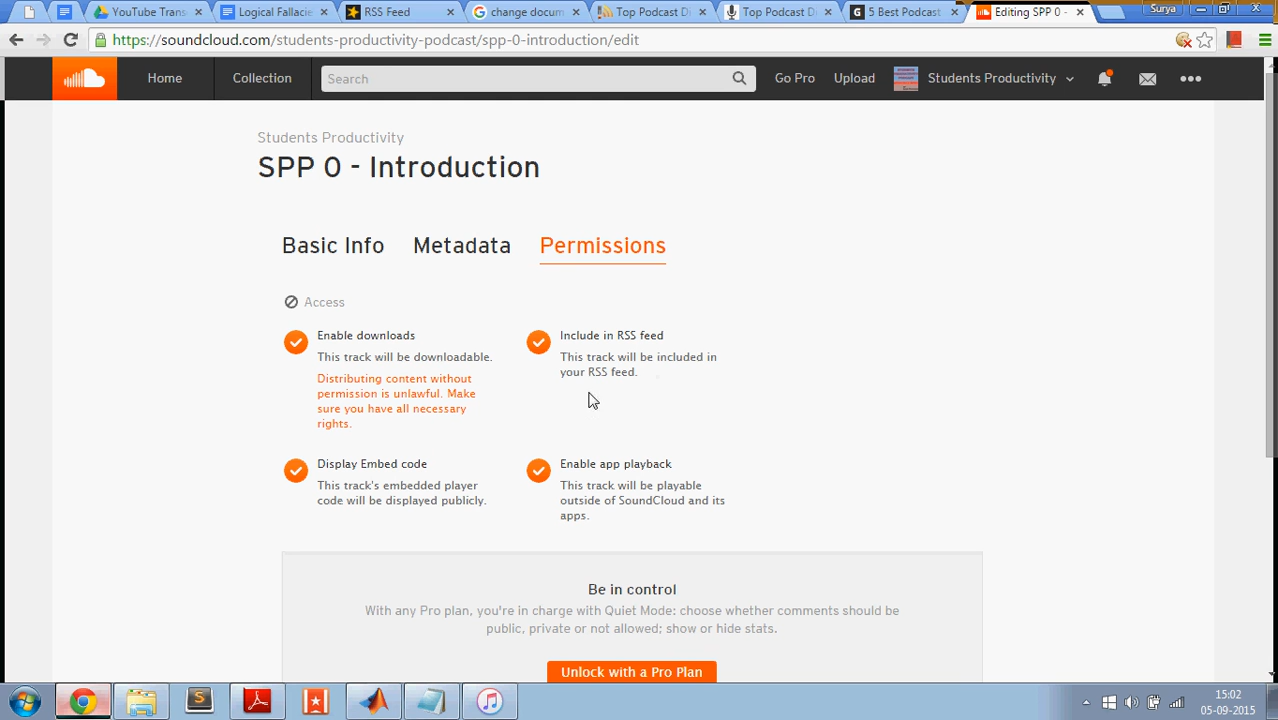 YouTube Trans
Logical Fallacie
RSS Feed
change docum
Top Podcast Di
Top Podcast Di
5 Best Podcast
Editing SPP 0 -
Surya
https://soundcloud.com/students-productivity-podcast/spp-0-introduction/edit
Home
Collection
Search
Go Pro
Upload
Students Productivity
Students Productivity
SPP 0 - Introduction
Basic Info
Metadata
Permissions
Access
Enable downloads
This track will be downloadable.
Distributing content without
permission is unlawful. Make
sure you have all necessary
rights.
Include in RSS feed
This track will be included in
your RSS feed.
Display Embed code
This track's embedded player
code will be displayed publicly.
Enable app playback
This track will be playable
outside of SoundCloud and its
apps.
Be in control
With any Pro plan, you're in charge with Quiet Mode: choose whether comments should be
public, private or not allowed; show or hide stats.
Unlock with a Pro Plan
15:02
05-09-2015